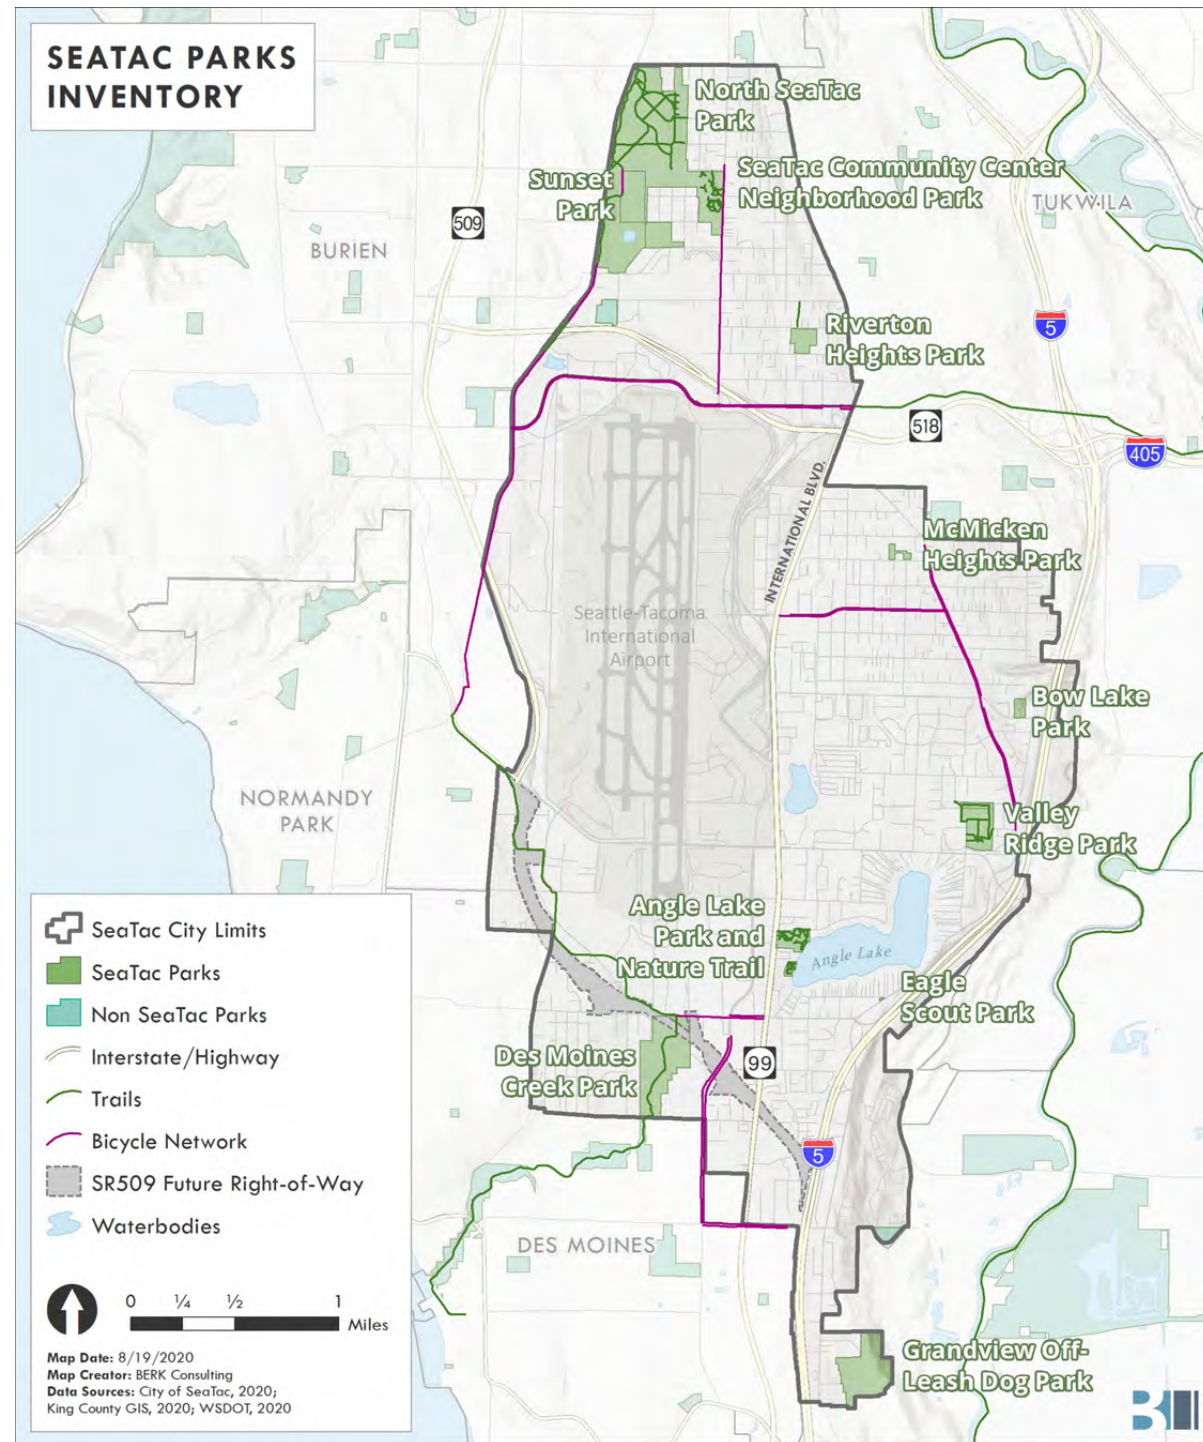 SEATAC PARKS
INVENTORY
North SeaTac
Park
SeaTac Community Center
Neighborhood Park
Sunset
Park
TUKWILA
509
BURIEN
5
Riverton
Heights Park
518
405
INTERNATIONAL BLVD.
McMicken
Heights Park
Seattle-Tacoma
International
Airport
Bow Lake
Park
NORMANDY
PARK
Valley
Ridge Park
Angle Lake
Park and
Nature Trail
Angle Lake
Eagle
Scout Park
Des Moines
Creek Park
99
5
DES MOINES
Grandview Off-
Leash Dog Park
SeaTac City Limits
SeaTac Parks
Non SeaTac Parks
Interstate/Highway
Trails
Bicycle Network
SR509 Future Right-of-Way
Waterbodies
0 ¼ ½ 1
Miles
Map Date: 8/19/2020
Map Creator: BERK Consulting
Data Sources: City of SeaTac, 2020;
King County GIS, 2020; WSDOT, 2020